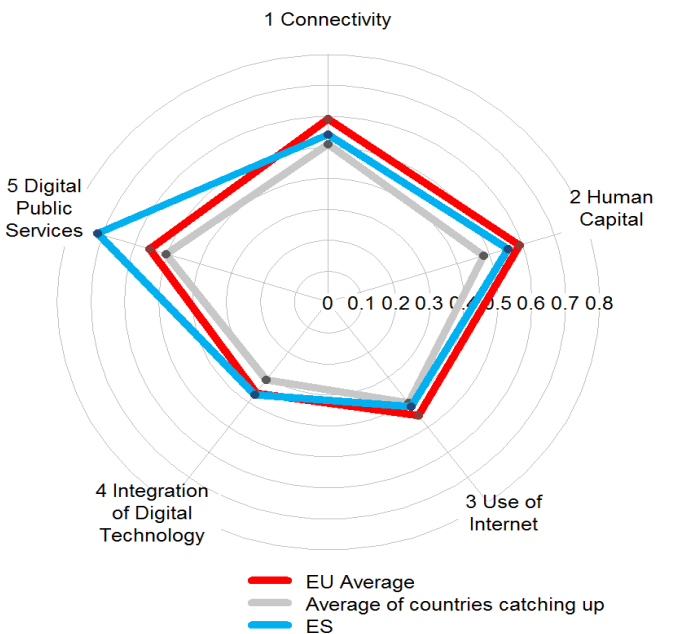 1 Connectivity
5 Digital
Public
Services
2 Human
Capital
0 0.1 0.2 0.3 0.4 0.5 0.6 0.7 0.8
4 Integration
of Digital
Technology
3 Use of
Internet
EU Average
Average of countries catching up
ES